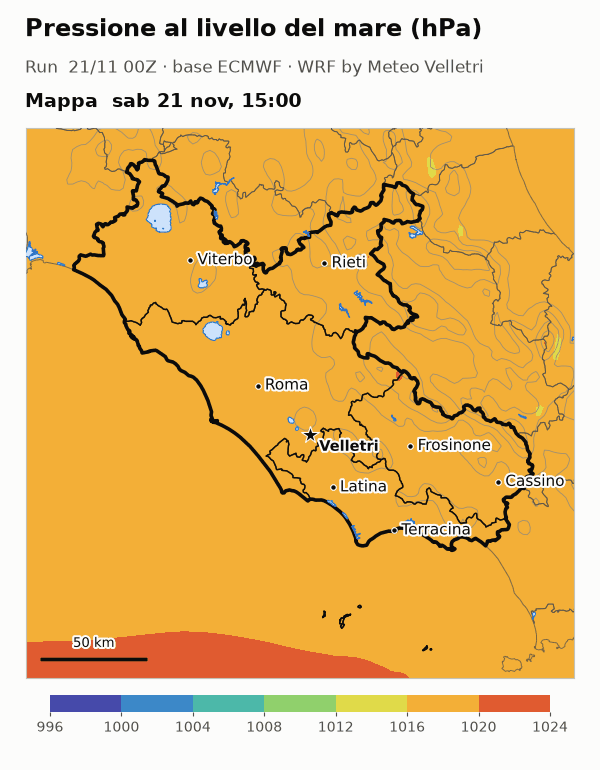 Pressione al livello del mare (hPa)
Run  21/11 00Z · base ECMWF · WRF by Meteo Velletri
Mappa  sab 21 nov, 15:00
Viterbo
Rieti
Roma
Velletri
Frosinone
Cassino
Latina
Terracina
50 km
996 1000 1004 1008 1012 1016 1020 1024